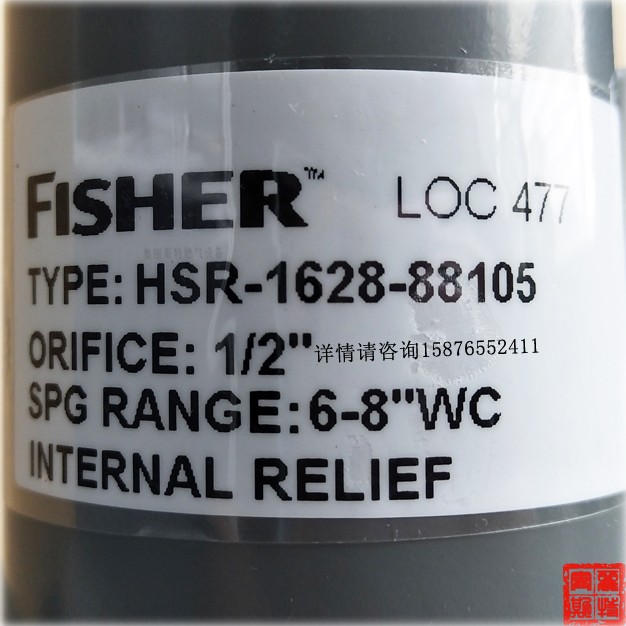 FISHER™ LOC 477
TYPE: HSR-1628-88105
ORIFICE: 1/2" 详情请咨询15876552411
SPG RANGE: 6-8"WC
INTERNAL RELIEF